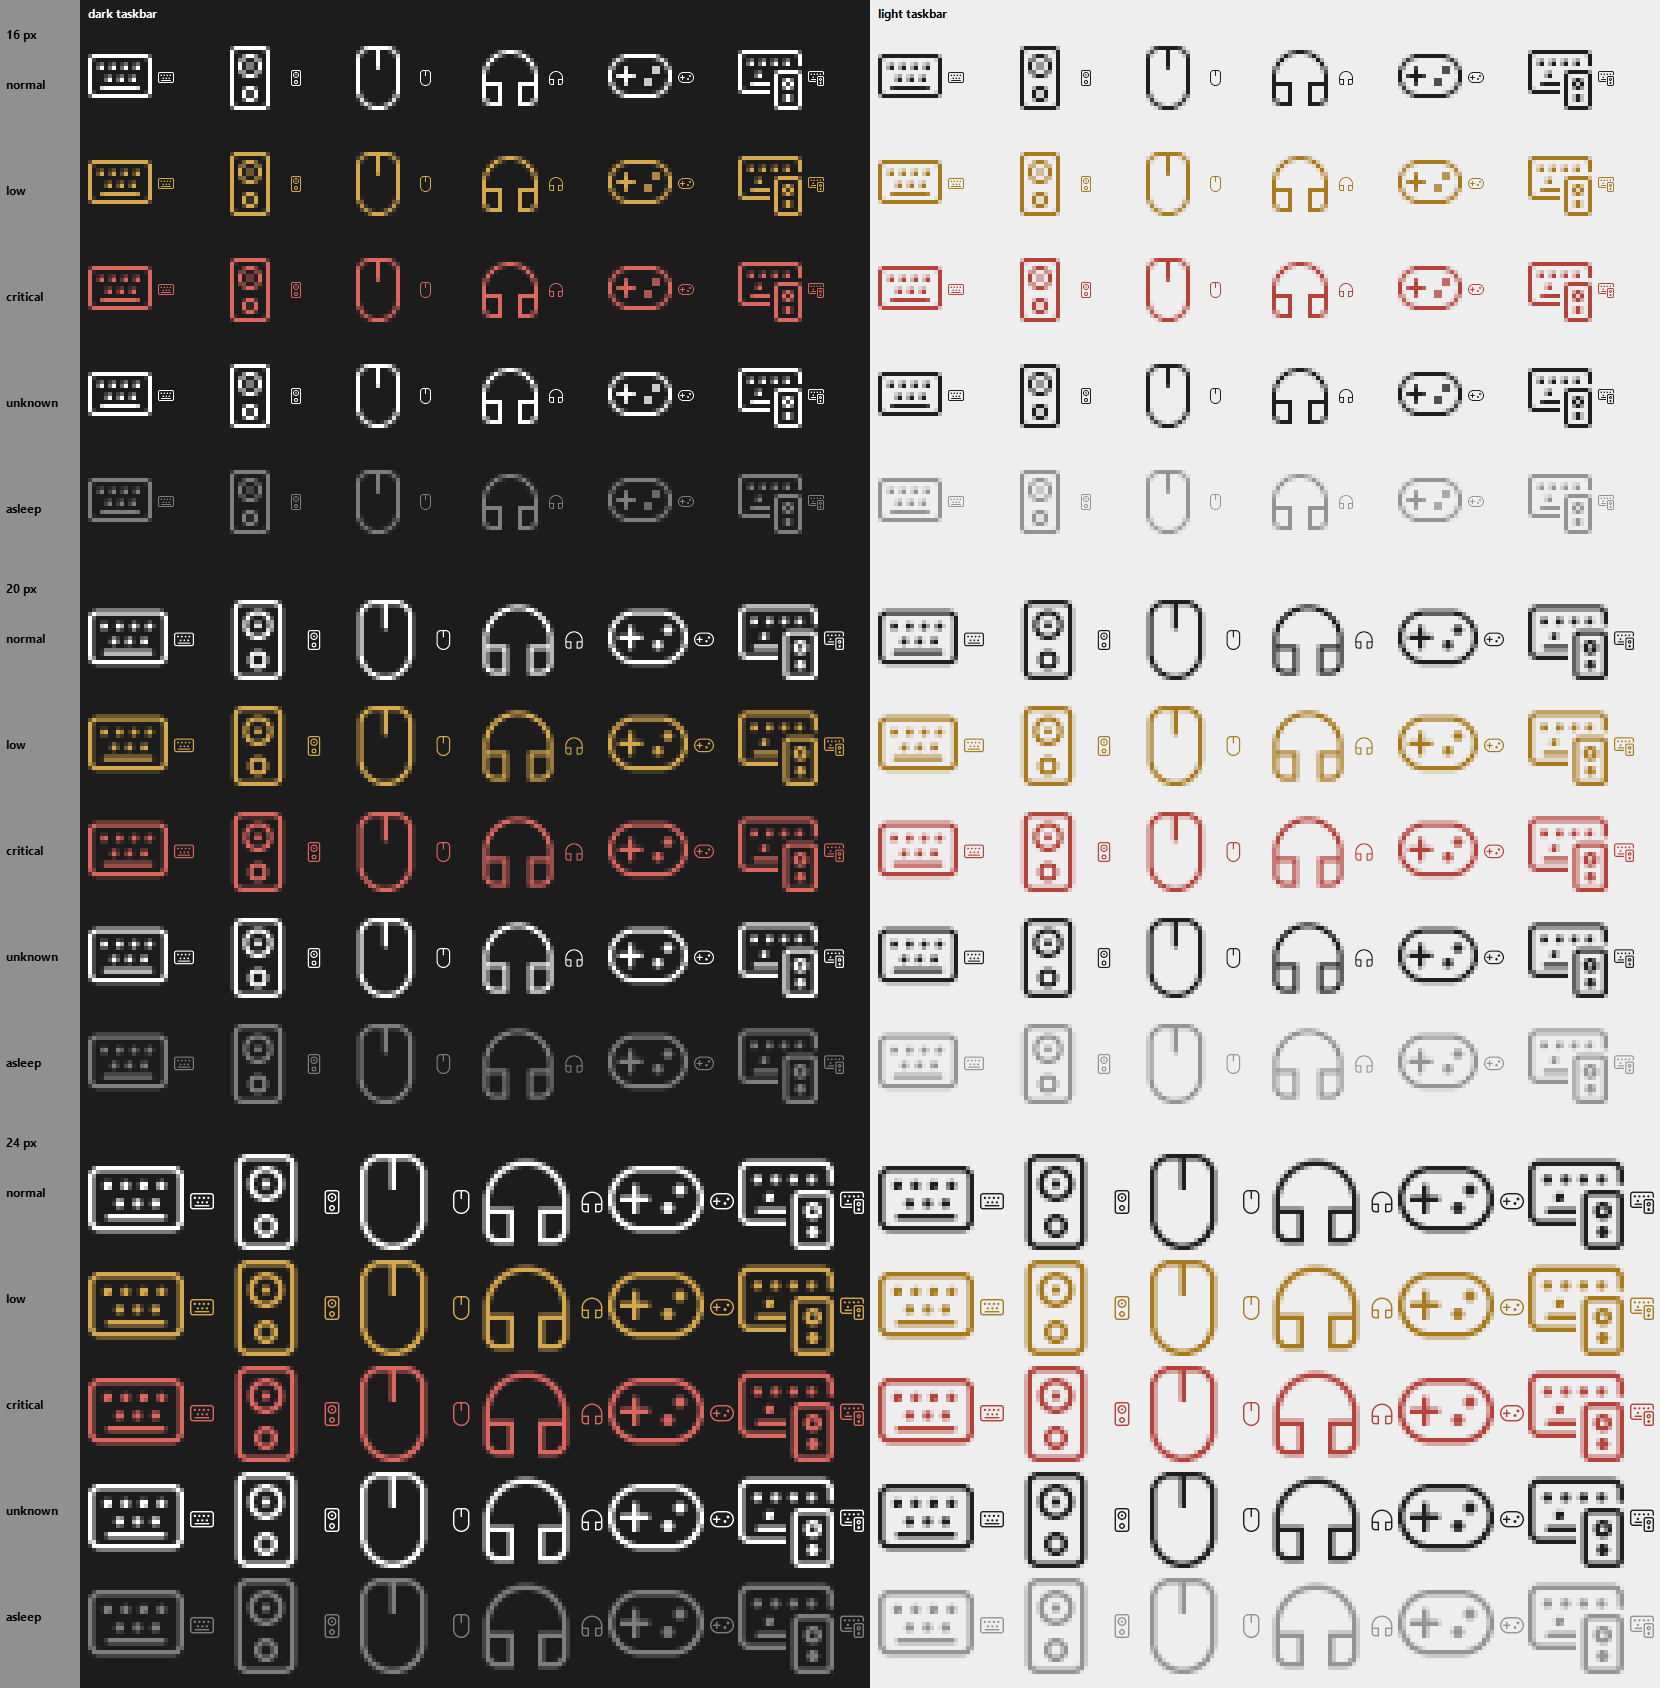 dark taskbar
light taskbar
16 px
normal
low
critical
unknown
asleep
20 px
normal
low
critical
unknown
asleep
24 px
normal
low
critical
unknown
asleep